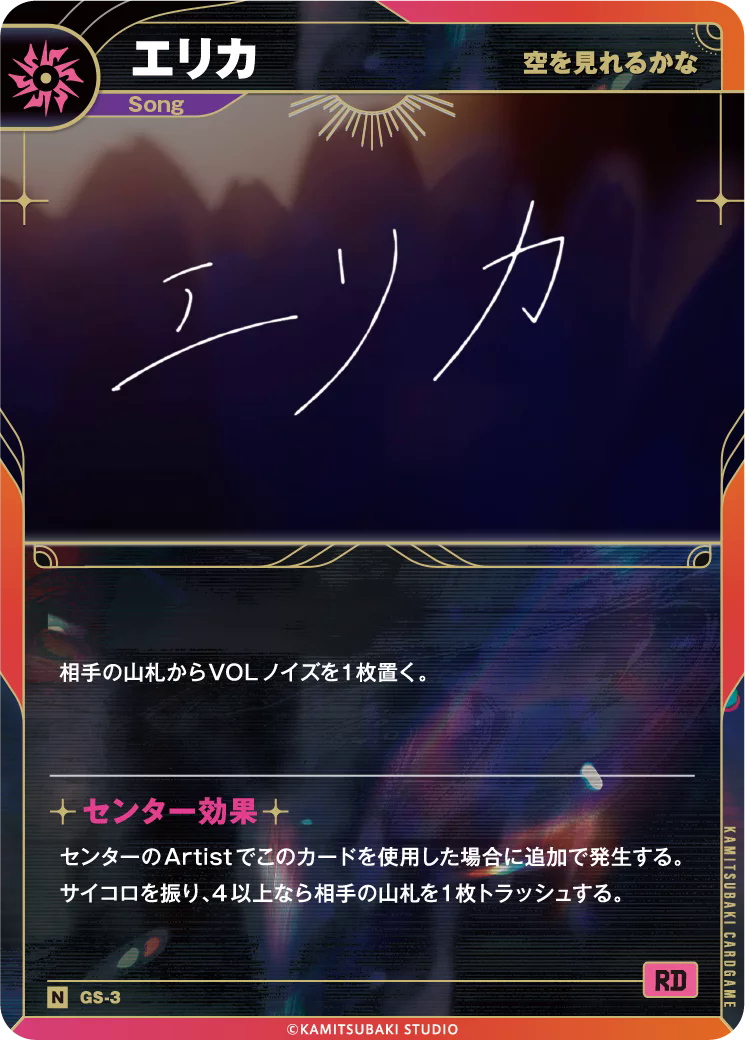 エリカ
空を見れるかな
Song
エリカ
相手の山札からVOLノイズを1枚置く。
センター効果
センターのArtistでこのカードを使用した場合に追加で発生する。
サイコロを振り、4以上なら相手の山札を1枚トラッシュする。
KAMITSUBAKI CARDGAME
RD
N GS-3
©KAMITSUBAKI STUDIO